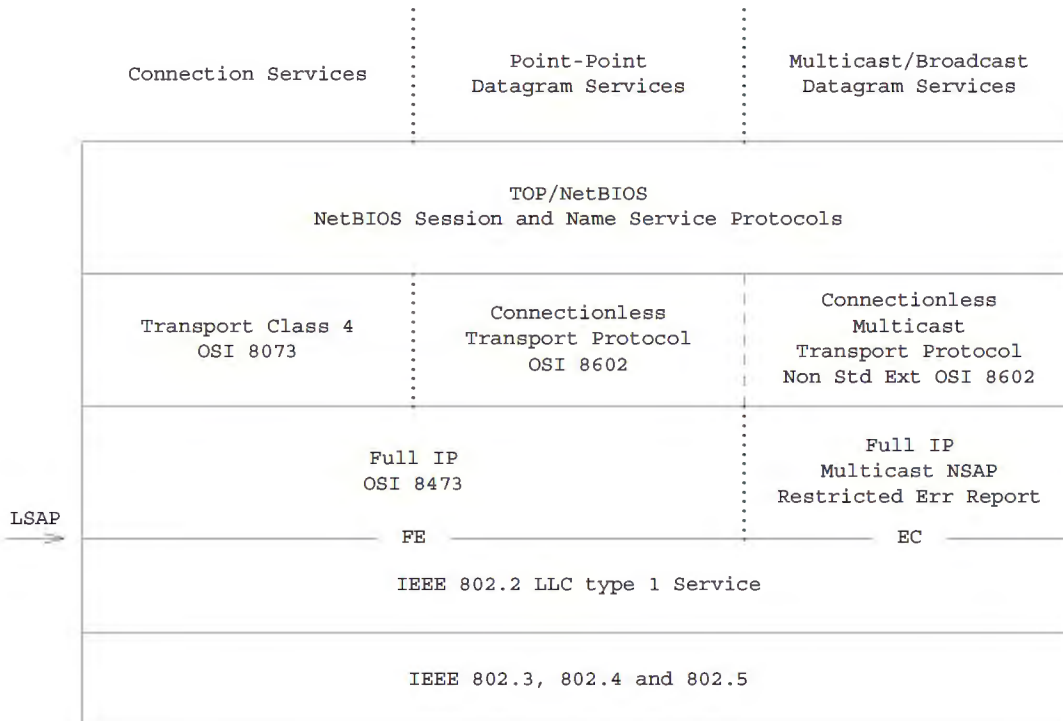 Connection Services
Point-Point
Datagram Services
Multicast/Broadcast
Datagram Services
TOP/NetBIOS
NetBIOS Session and Name Service Protocols
Transport Class 4
OSI 8073
Connectionless
Transport Protocol
OSI 8602
Connectionless
Multicast
Transport Protocol
Non Std Ext OSI 8602
Full IP
OSI 8473
Full IP
Multicast NSAP
Restricted Err Report
LSAP
FE
EC
IEEE 802.2 LLC type 1 Service
IEEE 802.3, 802.4 and 802.5